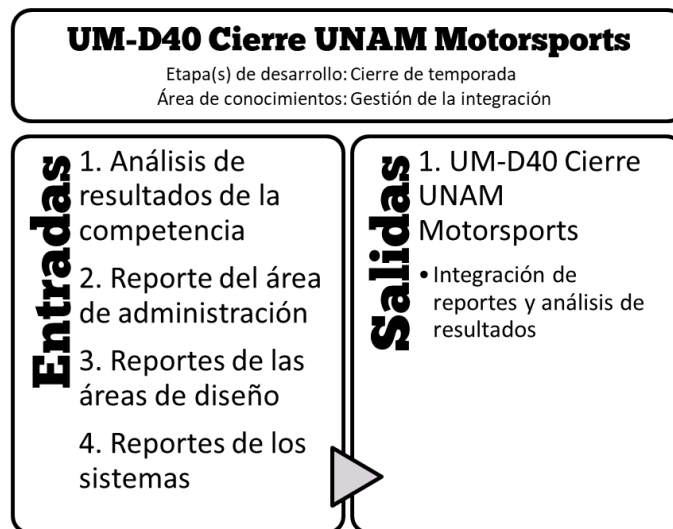 UM-D40 Cierre UNAM Motorsports
Etapa(s) de desarrollo: Cierre de temporada
Área de conocimientos: Gestión de la integración
Entradas
1. Análisis de
resultados de la
competencia
2. Reporte del área
de administración
3. Reportes de las
áreas de diseño
4. Reportes de los
sistemas
Salidas
1. UM-D40 Cierre
UNAM
Motorsports
• Integración de
reportes y análisis de
resultados